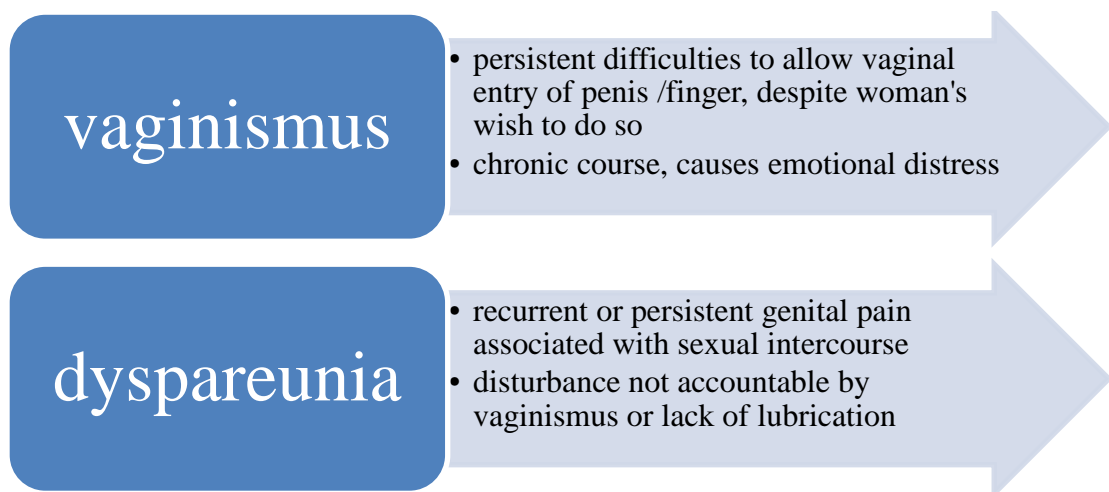 vaginismus
• persistent difficulties to allow vaginal
entry of penis /finger, despite woman's
wish to do so
• chronic course, causes emotional distress
dyspareunia
• recurrent or persistent genital pain
associated with sexual intercourse
• disturbance not accountable by
vaginismus or lack of lubrication